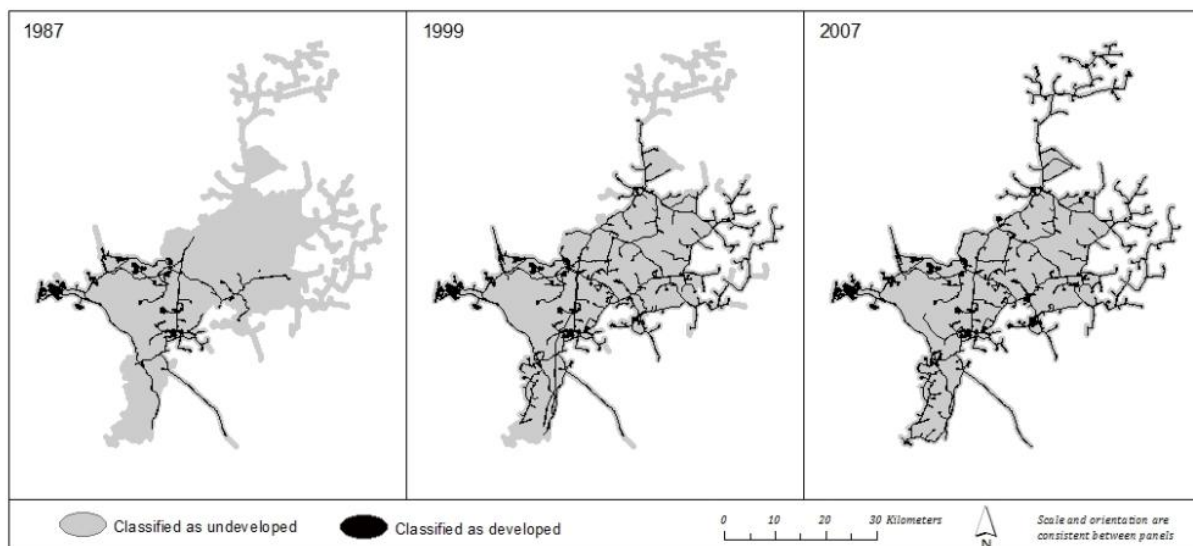 1987
1999
2007
Classified as undeveloped
Classified as developed
0 10 20 30 Kilometers
N
Scale and orientation are
consistent between panels